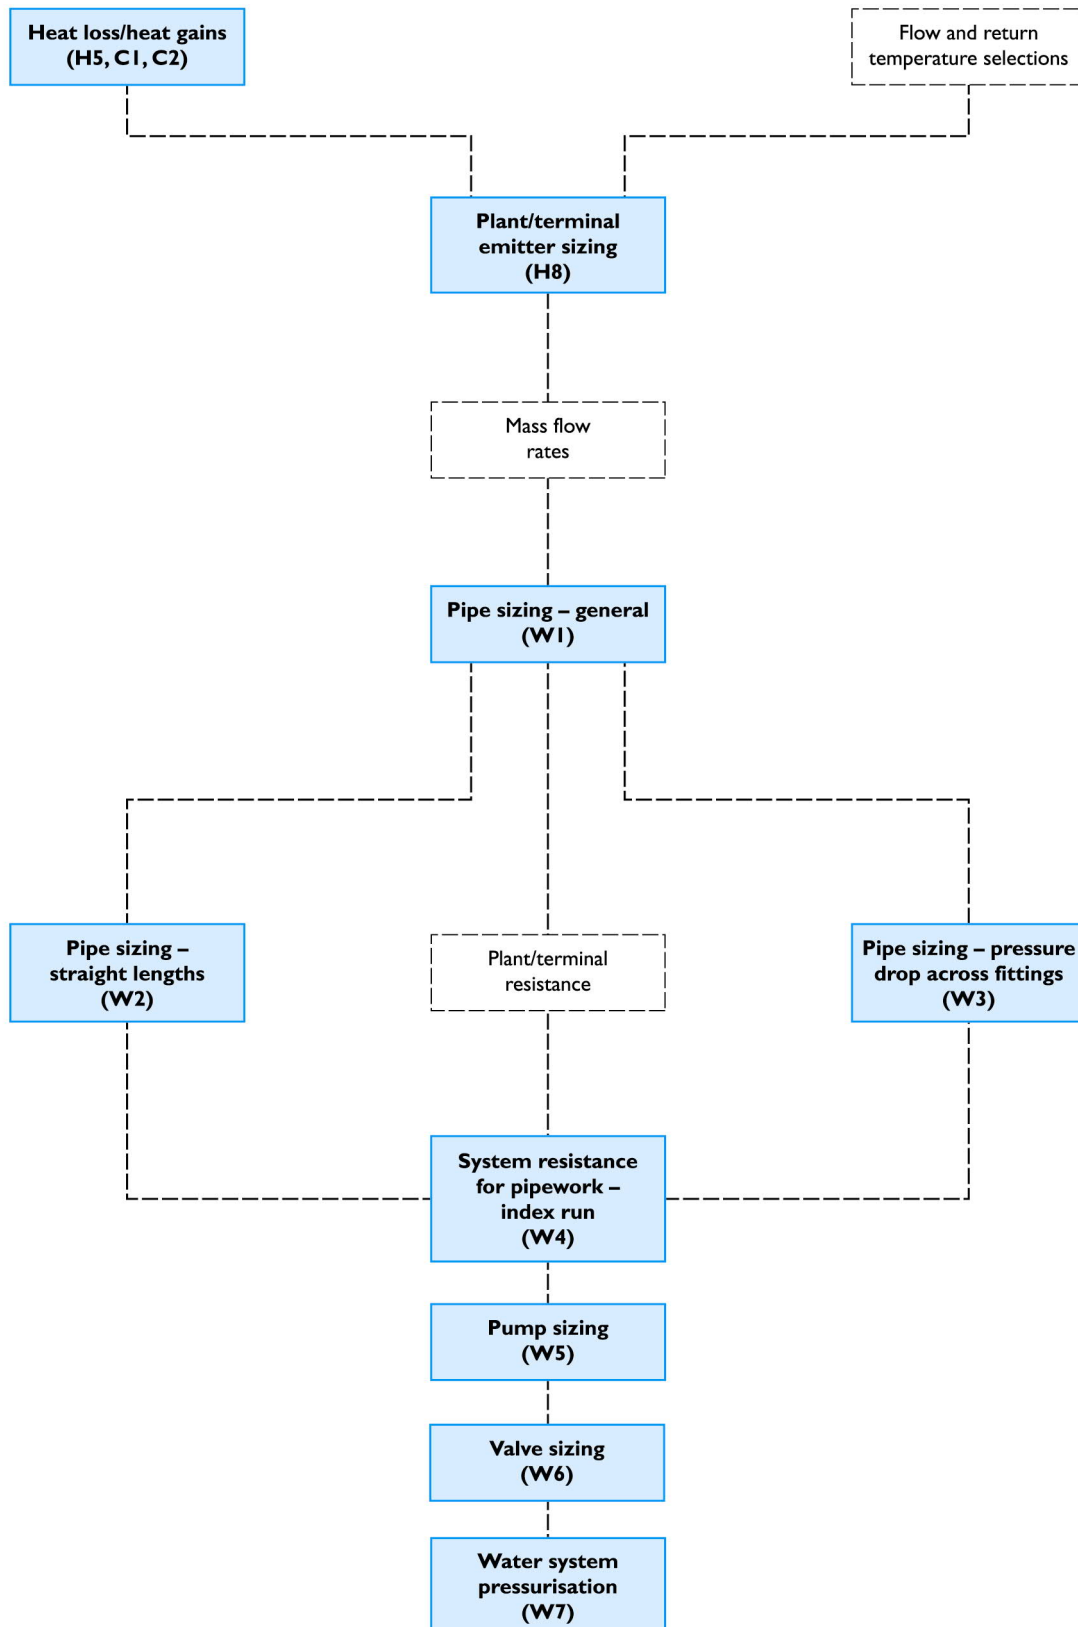 Heat loss/heat gains
(H5, C1, C2)
Flow and return
temperature selections
Plant/terminal
emitter sizing
(H8)
Mass flow
rates
Pipe sizing – general
(W1)
Pipe sizing –
straight lengths
(W2)
Plant/terminal
resistance
Pipe sizing – pressure
drop across fittings
(W3)
System resistance
for pipework –
index run
(W4)
Pump sizing
(W5)
Valve sizing
(W6)
Water system
pressurisation
(W7)